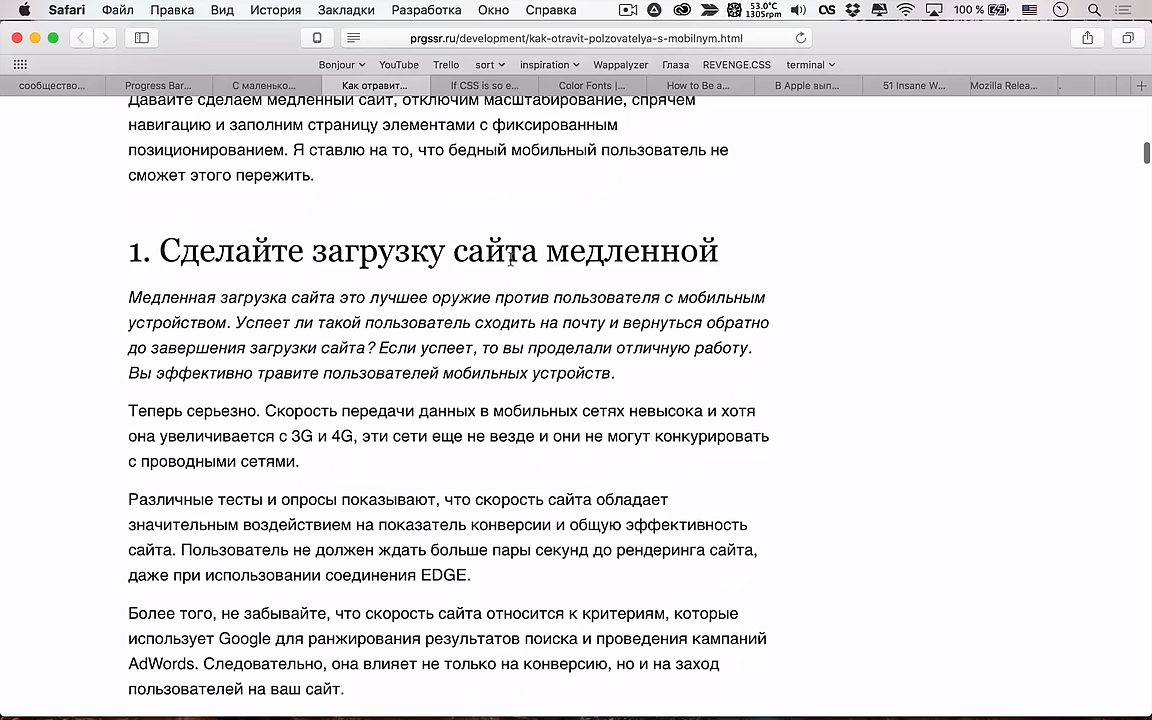 Safari Файл Правка Вид История Закладки Разработка Окно Справка 53.0°C 1305rpm 100 %
prgssr.ru/development/kak-otravit-polzovatelya-s-mobilnym.html
Bonjour YouTube Trello sort inspiration Wappalyzer Глаза REVENGE.CSS terminal
сообщество... Progress Bar... С маленько... Как отравит... If CSS is so e... Color Fonts |... How to Be a... В Apple вып... 51 Insane W... Mozilla Relea...
Давайте сделаем медленный сайт, отключим масштабирование, спрячем
навигацию и заполним страницу элементами с фиксированным
позиционированием. Я ставлю на то, что бедный мобильный пользователь не
сможет этого пережить.
1. Сделайте загрузку сайта медленной
Медленная загрузка сайта это лучшее оружие против пользователя с мобильным
устройством. Успеет ли такой пользователь сходить на почту и вернуться обратно
до завершения загрузки сайта? Если успеет, то вы проделали отличную работу.
Вы эффективно травите пользователей мобильных устройств.
Теперь серьезно. Скорость передачи данных в мобильных сетях невысока и хотя
она увеличивается с 3G и 4G, эти сети еще не везде и они не могут конкурировать
с проводными сетями.
Различные тесты и опросы показывают, что скорость сайта обладает
значительным воздействием на показатель конверсии и общую эффективность
сайта. Пользователь не должен ждать больше пары секунд до рендеринга сайта,
даже при использовании соединения EDGE.
Более того, не забывайте, что скорость сайта относится к критериям, которые
использует Google для ранжирования результатов поиска и проведения кампаний
AdWords. Следовательно, она влияет не только на конверсию, но и на заход
пользователей на ваш сайт.